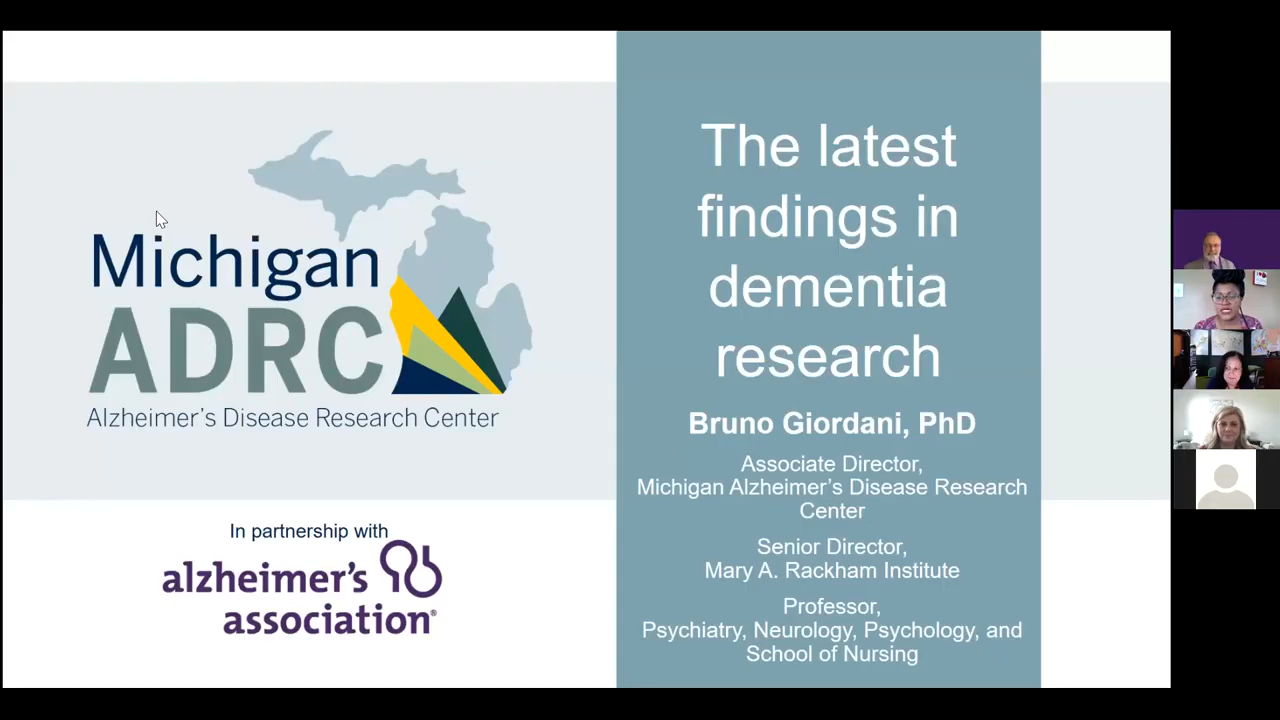 Michigan
ADRC
Alzheimer's Disease Research Center
In partnership with
alzheimer's
association®
The latest
findings in
dementia
research
Bruno Giordani, PhD
Associate Director,
Michigan Alzheimer's Disease Research
Center
Senior Director,
Mary A. Rackham Institute
Professor,
Psychiatry, Neurology, Psychology, and
School of Nursing